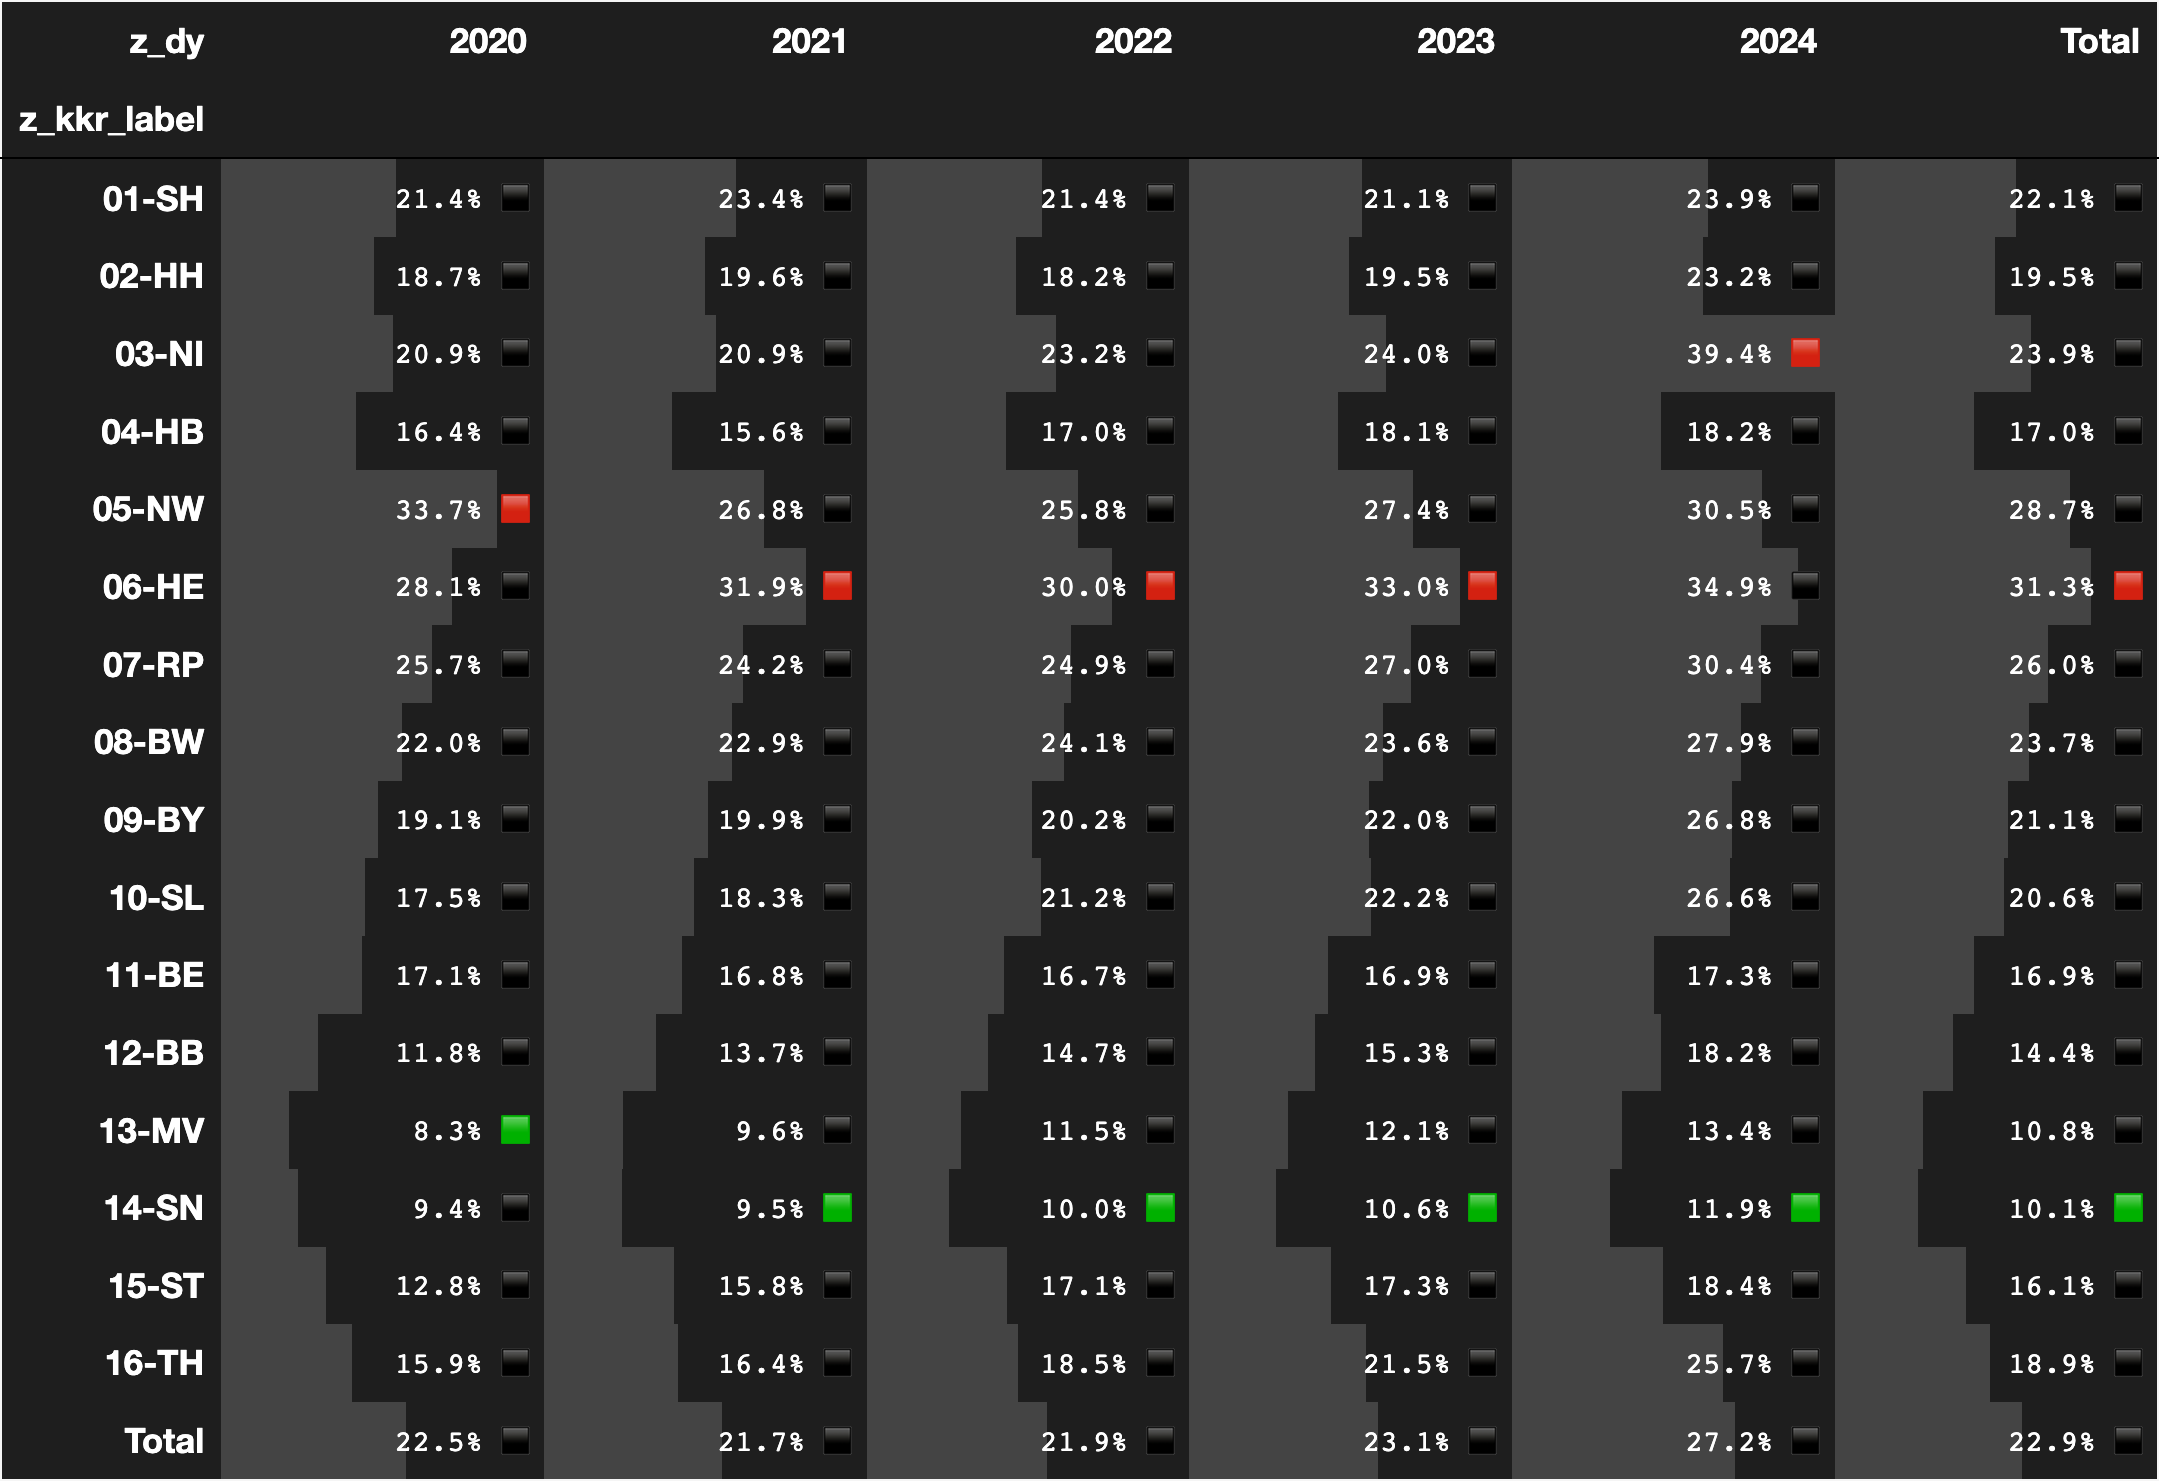 z_dy 2020 2021 2022 2023 2024 Total
z_kkr_label
01-SH 21.4% 23.4% 21.4% 21.1% 23.9% 22.1%
02-HH 18.7% 19.6% 18.2% 19.5% 23.2% 19.5%
03-NI 20.9% 20.9% 23.2% 24.0% 39.4% 23.9%
04-HB 16.4% 15.6% 17.0% 18.1% 18.2% 17.0%
05-NW 33.7% 26.8% 25.8% 27.4% 30.5% 28.7%
06-HE 28.1% 31.9% 30.0% 33.0% 34.9% 31.3%
07-RP 25.7% 24.2% 24.9% 27.0% 30.4% 26.0%
08-BW 22.0% 22.9% 24.1% 23.6% 27.9% 23.7%
09-BY 19.1% 19.9% 20.2% 22.0% 26.8% 21.1%
10-SL 17.5% 18.3% 21.2% 22.2% 26.6% 20.6%
11-BE 17.1% 16.8% 16.7% 16.9% 17.3% 16.9%
12-BB 11.8% 13.7% 14.7% 15.3% 18.2% 14.4%
13-MV 8.3% 9.6% 11.5% 12.1% 13.4% 10.8%
14-SN 9.4% 9.5% 10.0% 10.6% 11.9% 10.1%
15-ST 12.8% 15.8% 17.1% 17.3% 18.4% 16.1%
16-TH 15.9% 16.4% 18.5% 21.5% 25.7% 18.9%
Total 22.5% 21.7% 21.9% 23.1% 27.2% 22.9%